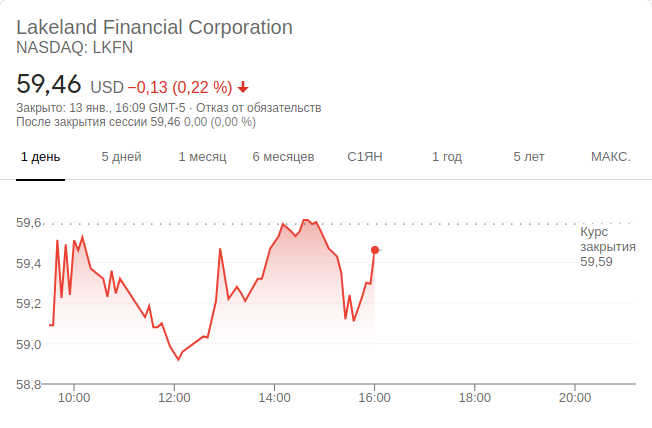 Lakeland Financial Corporation
NASDAQ: LKFN
59,46 USD −0,13 (0,22 %)
Закрыто: 13 янв., 16:09 GMT-5 · Отказ от обязательств
После закрытия сессии 59,46 0,00 (0,00 %)
1 день 5 дней 1 месяц 6 месяцев С1ЯН 1 год 5 лет МАКС.
59,6
Курс
закрытия
59,59
59,4
59,2
59,0
58,8
10:00 12:00 14:00 16:00 18:00 20:00